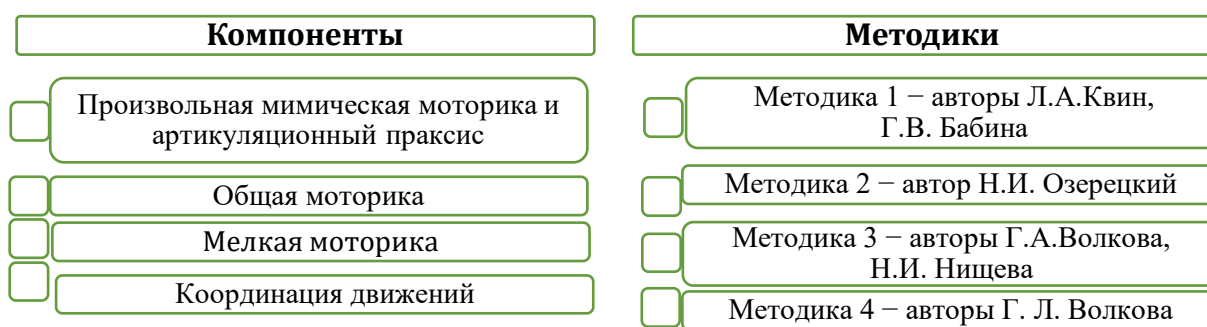 Компоненты
Произвольная мимическая моторика и
артикуляционный праксис
Общая моторика
Мелкая моторика
Координация движений
Методики
Методика 1 − авторы Л.А.Квин,
Г.В. Бабина
Методика 2 − автор Н.И. Озерецкий
Методика 3 − авторы Г.А.Волкова,
Н.И. Нищева
Методика 4 − авторы Г. Л. Волкова